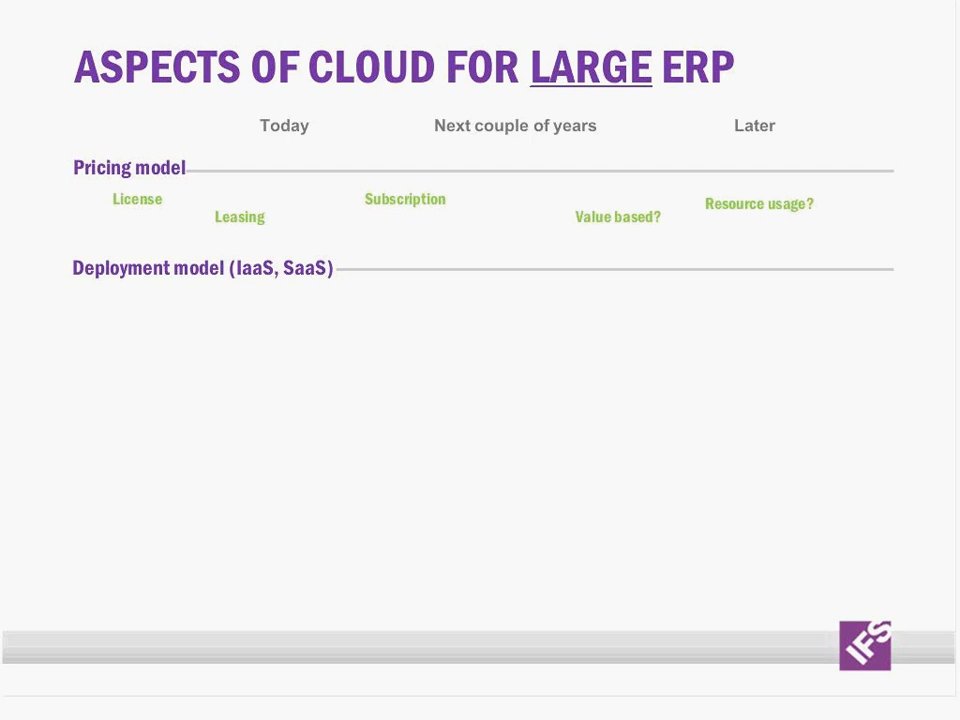 ASPECTS OF CLOUD FOR LARGE ERP
Today Next couple of years Later
Pricing model
License Subscription Resource usage?
Leasing Value based?
Deployment model (IaaS, SaaS)
IFS